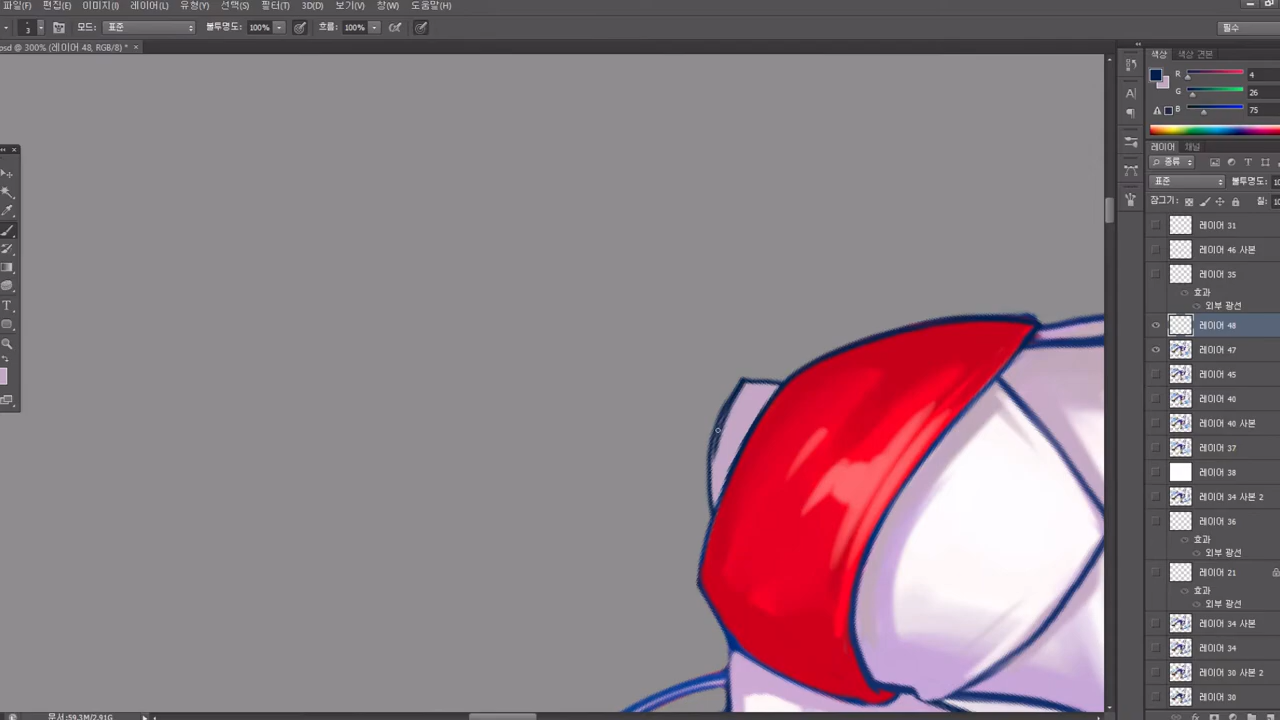 파일(F) 편집(E) 이미지(I) 레이어(L) 유형(Y) 선택(S) 필터(T) 3D(D) 보기(V) 창(W) 도움말(H)
3 모드: 표준 불투명도: 100% 흐름: 100% 필수
psd @ 300% (레이어 48, RGB/8) *
색상 색상 견본
R 4
G 26
B 75
레이어 채널
종류
표준 불투명도:
잠그기: 칠:
레이어 31
레이어 46 사본
레이어 35
효과
외부 광선
레이어 48
레이어 47
레이어 45
레이어 40
레이어 40 사본
레이어 37
레이어 38
레이어 34 사본 2
레이어 36
효과
외부 광선
레이어 21
효과
외부 광선
레이어 34 사본
레이어 34
레이어 30 사본 2
레이어 30
문서:59.3M/2.91G